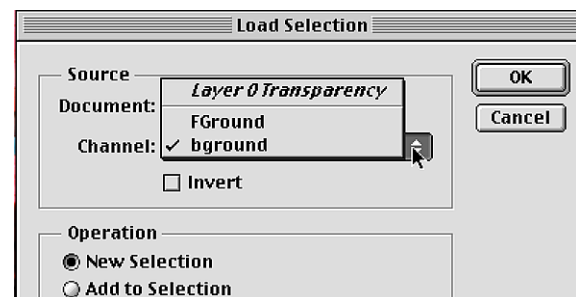 Load Selection
Source
Layer 0 Transparency
Document:
FGround
Channel: ✓ bground
Invert
OK
Cancel
Operation
New Selection
Add to Selection